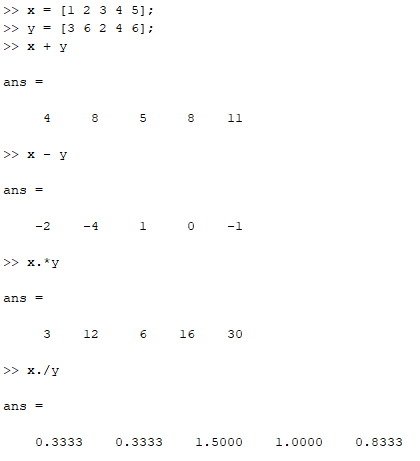 >> x = [1 2 3 4 5];
>> y = [3 6 2 4 6];
>> x + y
ans =
4 8 5 8 11
>> x - y
ans =
-2 -4 1 0 -1
>> x.*y
ans =
3 12 6 16 30
>> x./y
ans =
0.3333 0.3333 1.5000 1.0000 0.8333